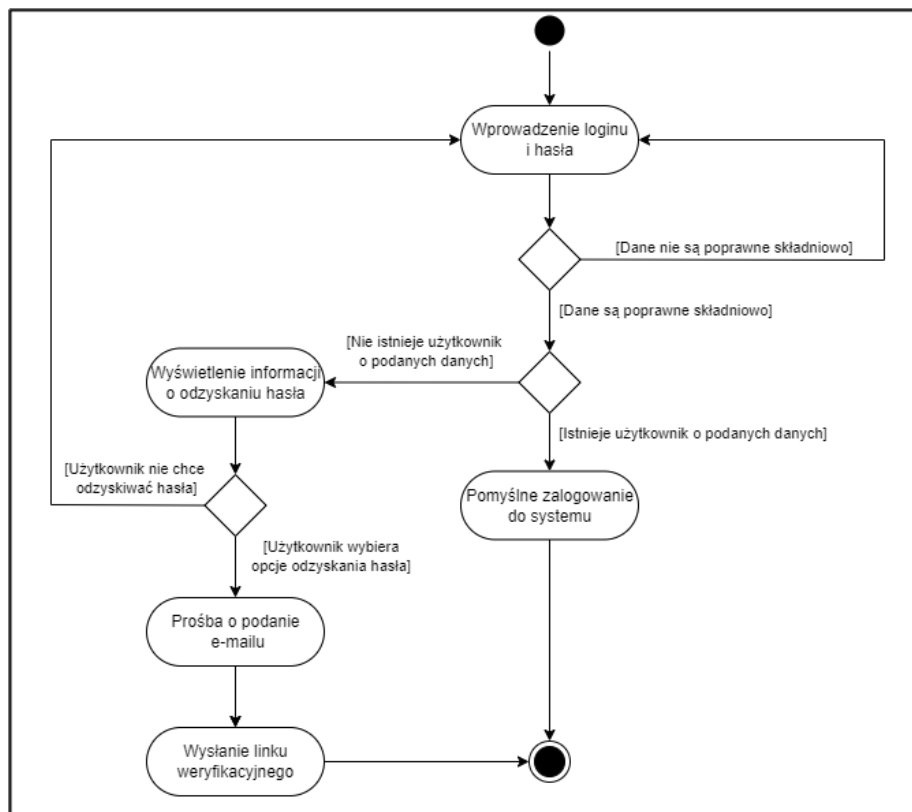 Wprowadzenie loginu
i hasła
[Dane nie są poprawne składniowo]
[Dane są poprawne składniowo]
[Nie istnieje użytkownik
o podanych danych]
Wyświetlenie informacji
o odzyskaniu hasła
[Istnieje użytkownik o podanych danych]
[Użytkownik nie chce
odzyskiwać hasła]
Pomyślne zalogowanie
do systemu
[Użytkownik wybiera
opcje odzyskania hasła]
Prośba o podanie
e-mailu
Wysłanie linku
weryfikacyjnego